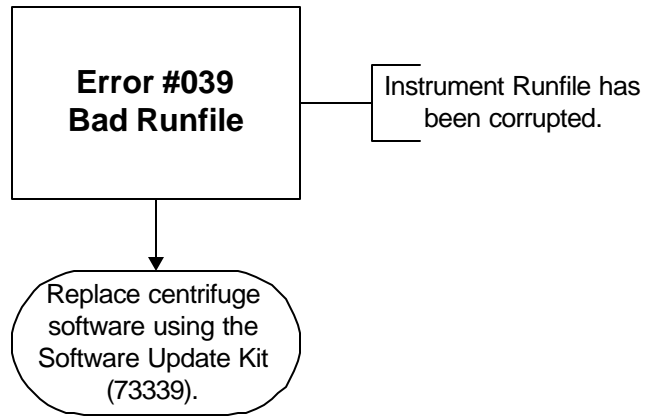 Error #039
Bad Runfile
Instrument Runfile has
been corrupted.
Replace centrifuge
software using the
Software Update Kit
(73339).